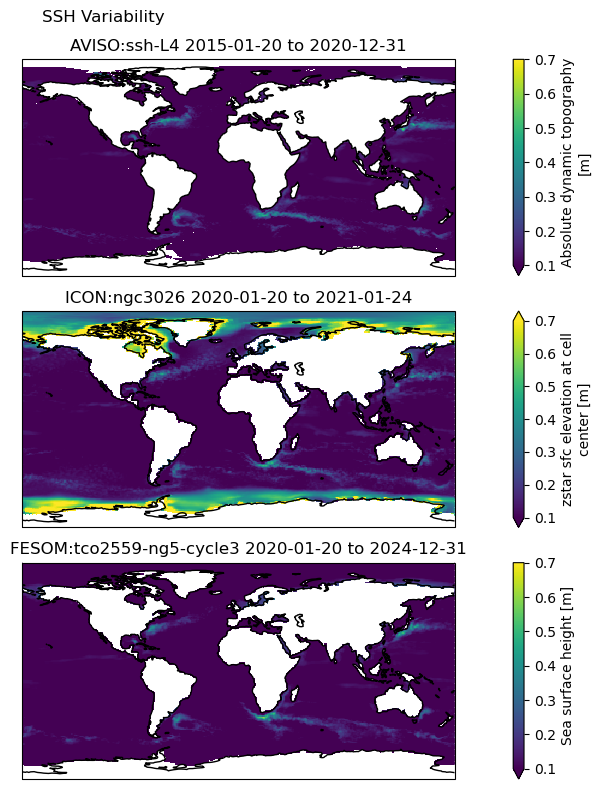 SSH Variability
AVISO:ssh-L4 2015-01-20 to 2020-12-31
0.7
0.6
0.5
0.4
0.3
0.2
0.1
Absolute dynamic topography
[m]
ICON:ngc3026 2020-01-20 to 2021-01-24
0.7
0.6
0.5
0.4
0.3
0.2
0.1
zstar sfc elevation at cell
center [m]
FESOM:tco2559-ng5-cycle3 2020-01-20 to 2024-12-31
0.7
0.6
0.5
0.4
0.3
0.2
0.1
Sea surface height [m]